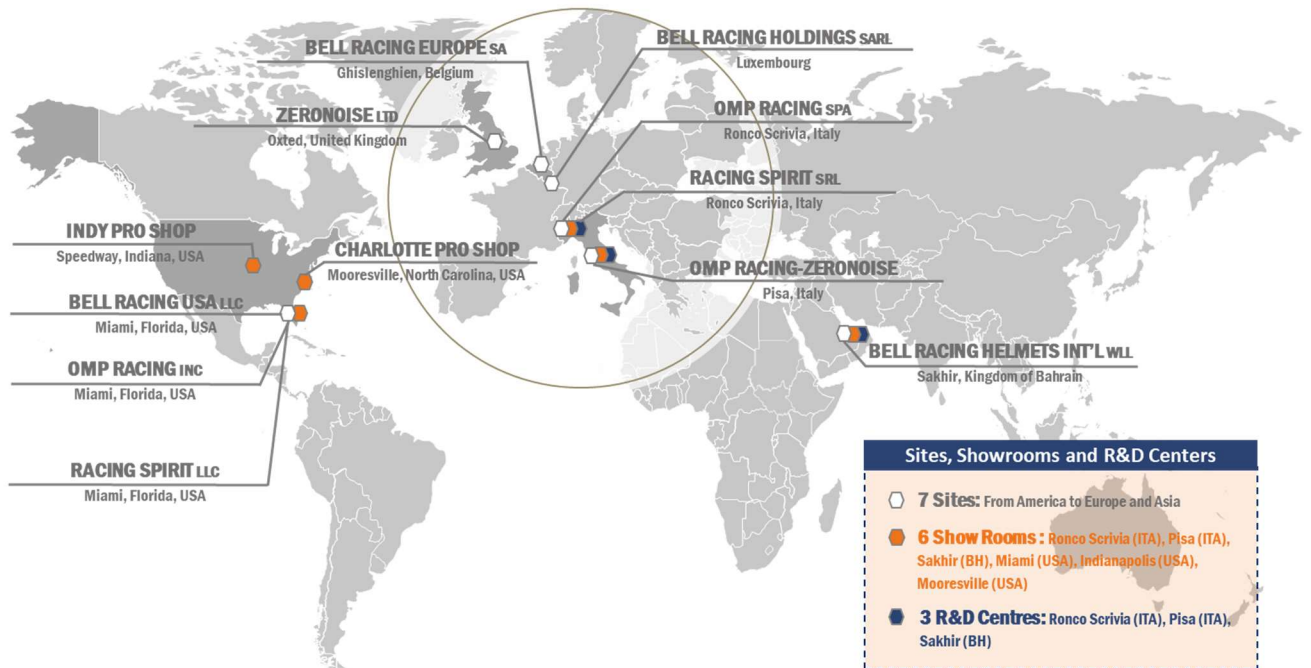 BELL RACING EUROPE SA
Ghislenghien, Belgium
BELL RACING HOLDINGS SARL
Luxembourg
ZERONOISE LTD
Oxted, United Kingdom
OMP RACING SPA
Ronco Scrivia, Italy
RACING SPIRIT SRL
Ronco Scrivia, Italy
INDY PRO SHOP
Speedway, Indiana, USA
CHARLOTTE PRO SHOP
Mooresville, North Carolina, USA
OMP RACING-ZERONOISE
Pisa, Italy
BELL RACING USA LLC
Miami, Florida, USA
BELL RACING HELMETS INT'L WLL
Sakhir, Kingdom of Bahrain
OMP RACING INC
Miami, Florida, USA
RACING SPIRIT LLC
Miami, Florida, USA
Sites, Showrooms and R&D Centers
7 Sites: From America to Europe and Asia
6 Show Rooms : Ronco Scrivia (ITA), Pisa (ITA),
Sakhir (BH), Miami (USA), Indianapolis (USA),
Mooresville (USA)
3 R&D Centres: Ronco Scrivia (ITA), Pisa (ITA),
Sakhir (BH)